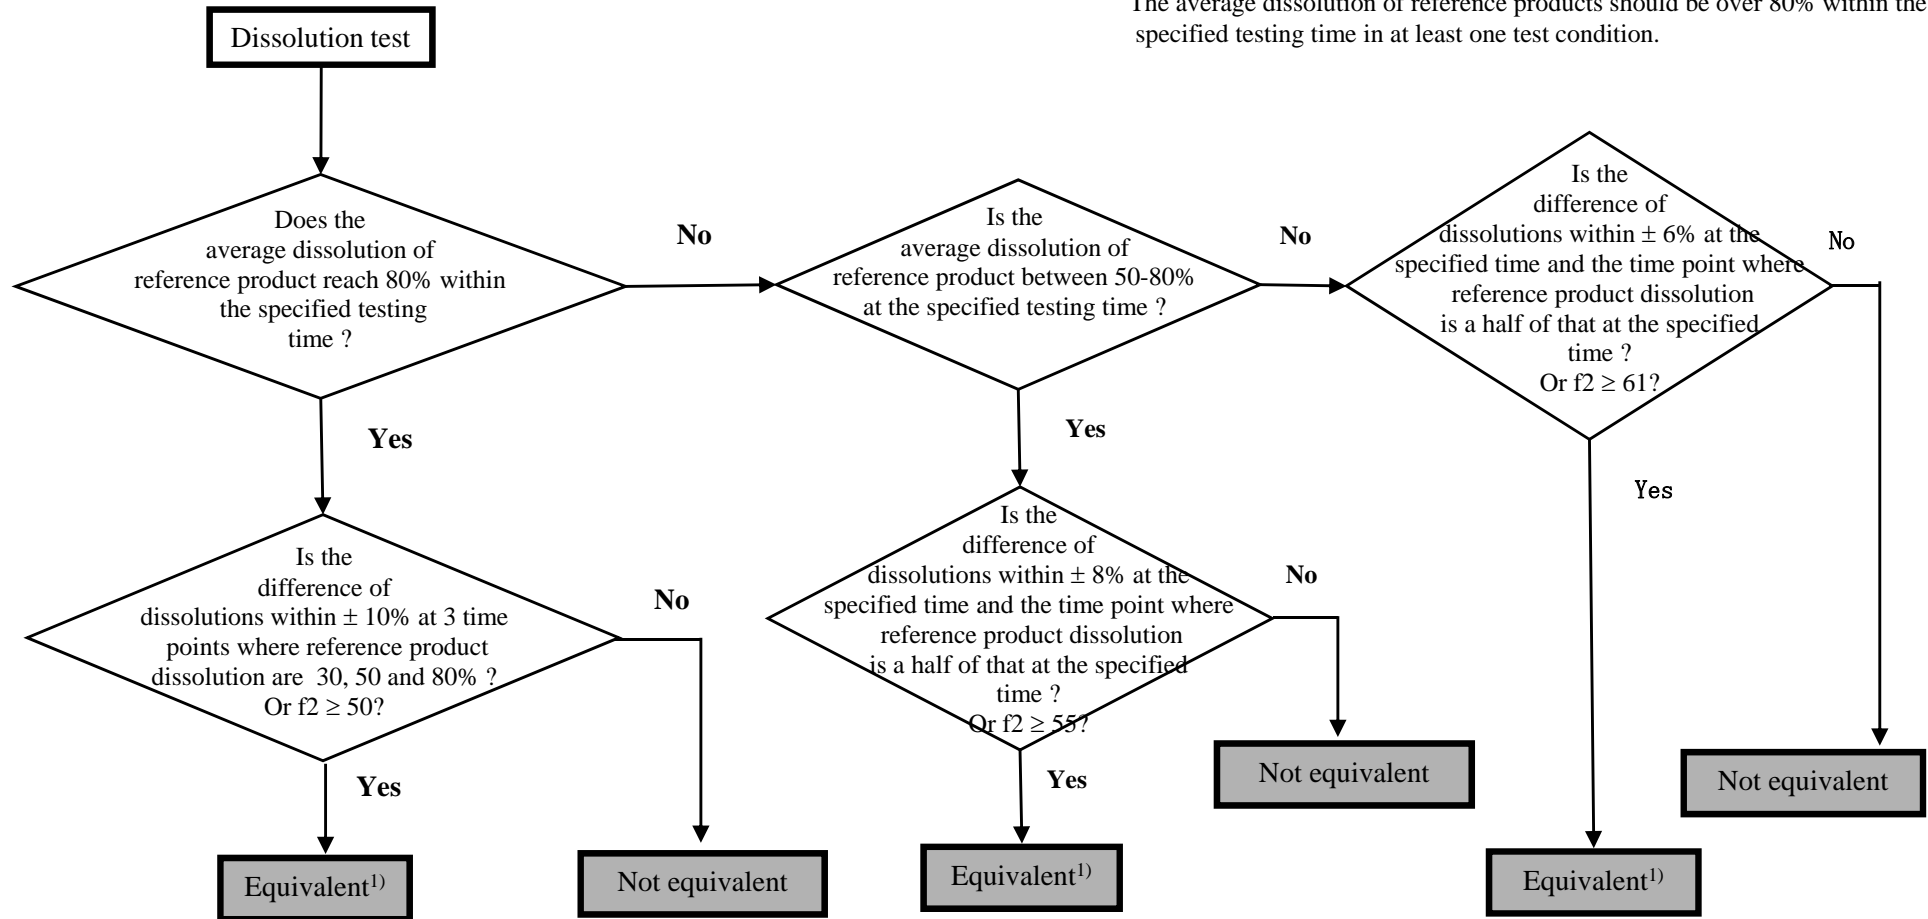 The average dissolution of reference products should be over 80% within the
specified testing time in at least one test condition.
Dissolution test
Does the
average dissolution of
reference product reach 80% within
the specified testing
time ?
No
Is the
average dissolution of
reference product between 50-80%
at the specified testing time ?
No
Is the
difference of
dissolutions within ± 6% at the
specified time and the time point where
reference product dissolution
is a half of that at the specified
time ?
Or f2 ≥ 61?
No
Yes
Yes
Yes
Is the
difference of
dissolutions within ± 10% at 3 time
points where reference product
dissolution are  30, 50 and 80% ?
Or f2 ≥ 50?
No
Is the
difference of
dissolutions within ± 8% at the
specified time and the time point where
reference product dissolution
is a half of that at the specified
time ?
Or f2 ≥ 55?
No
Yes
Yes
Not equivalent
Not equivalent
Equivalent1)
Not equivalent
Equivalent1)
Equivalent1)